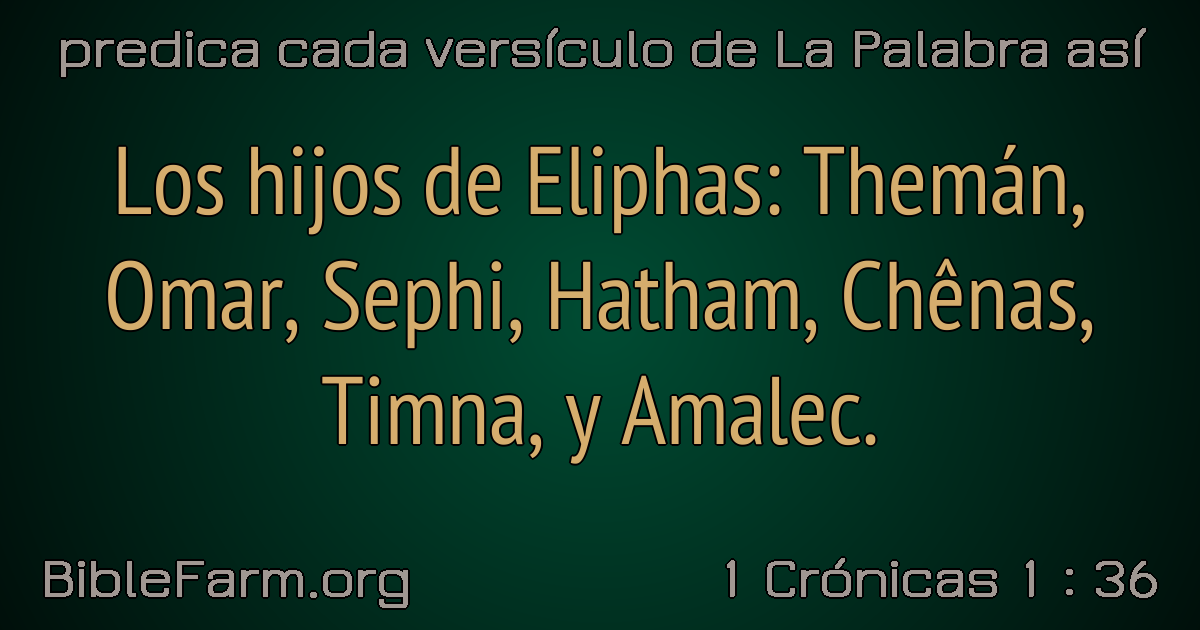 predica cada versículo de La Palabra así
Los hijos de Eliphas: Themán,
Omar, Sephi, Hatham, Chênas,
Timna, y Amalec.
BibleFarm.org
1 Crónicas 1 : 36